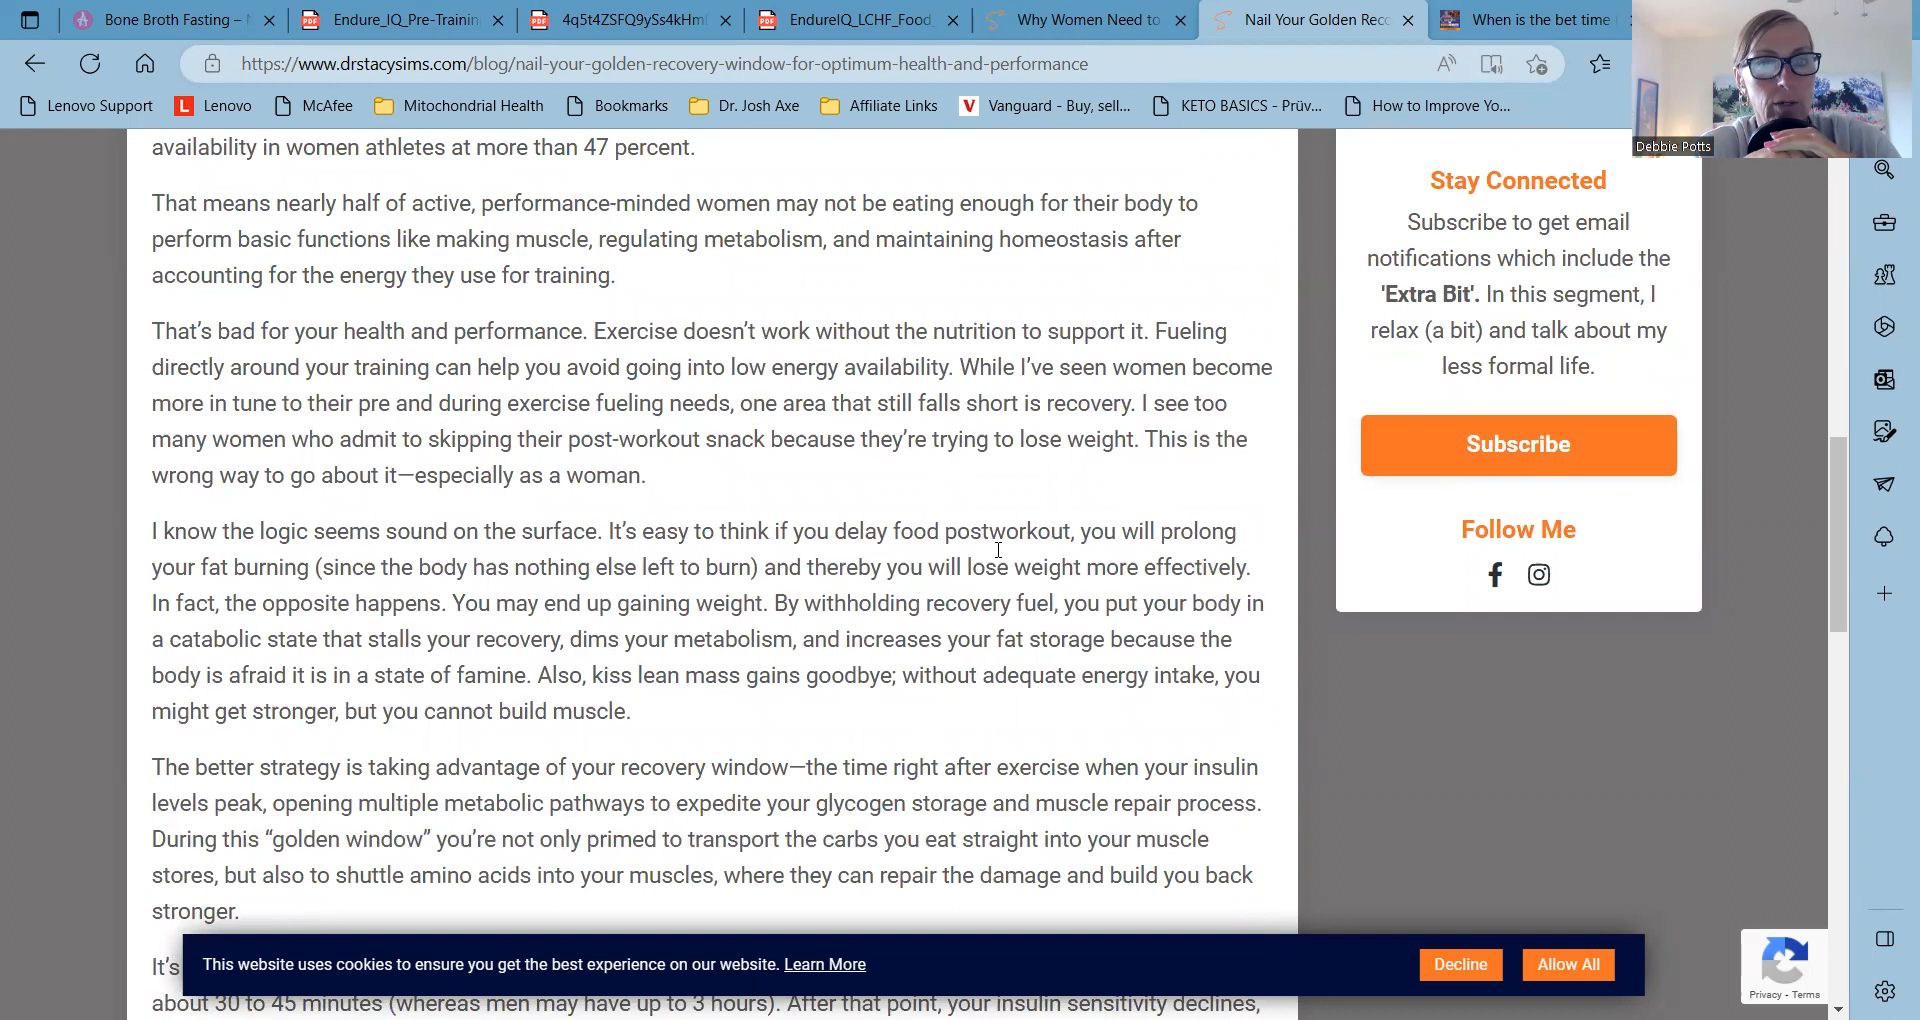 Bone Broth Fasting –
Endure_IQ_Pre-Trainin
4q5t4ZSFQ9ySs4kHm
EndureIQ_LCHF_Food_
Why Women Need to
Nail Your Golden Reco
When is the bet time
https://www.drstacysims.com/blog/nail-your-golden-recovery-window-for-optimum-health-and-performance
Lenovo Support
L Lenovo
McAfee
Mitochondrial Health
Bookmarks
Dr. Josh Axe
Affiliate Links
V Vanguard - Buy, sell...
KETO BASICS - Prüv...
How to Improve Yo...
Debbie Potts
availability in women athletes at more than 47 percent.
That means nearly half of active, performance-minded women may not be eating enough for their body to
perform basic functions like making muscle, regulating metabolism, and maintaining homeostasis after
accounting for the energy they use for training.
That’s bad for your health and performance. Exercise doesn’t work without the nutrition to support it. Fueling
directly around your training can help you avoid going into low energy availability. While I’ve seen women become
more in tune to their pre and during exercise fueling needs, one area that still falls short is recovery. I see too
many women who admit to skipping their post-workout snack because they’re trying to lose weight. This is the
wrong way to go about it—especially as a woman.
I know the logic seems sound on the surface. It’s easy to think if you delay food postworkout, you will prolong
your fat burning (since the body has nothing else left to burn) and thereby you will lose weight more effectively.
In fact, the opposite happens. You may end up gaining weight. By withholding recovery fuel, you put your body in
a catabolic state that stalls your recovery, dims your metabolism, and increases your fat storage because the
body is afraid it is in a state of famine. Also, kiss lean mass gains goodbye; without adequate energy intake, you
might get stronger, but you cannot build muscle.
The better strategy is taking advantage of your recovery window—the time right after exercise when your insulin
levels peak, opening multiple metabolic pathways to expedite your glycogen storage and muscle repair process.
During this “golden window” you’re not only primed to transport the carbs you eat straight into your muscle
stores, but also to shuttle amino acids into your muscles, where they can repair the damage and build you back
stronger.
It’s
about 30 to 45 minutes (whereas men may have up to 3 hours). After that point, your insulin sensitivity declines,
Stay Connected
Subscribe to get email
notifications which include the
'Extra Bit'. In this segment, I
relax (a bit) and talk about my
less formal life.
Subscribe
Follow Me
This website uses cookies to ensure you get the best experience on our website. Learn More
Decline
Allow All
Privacy - Terms